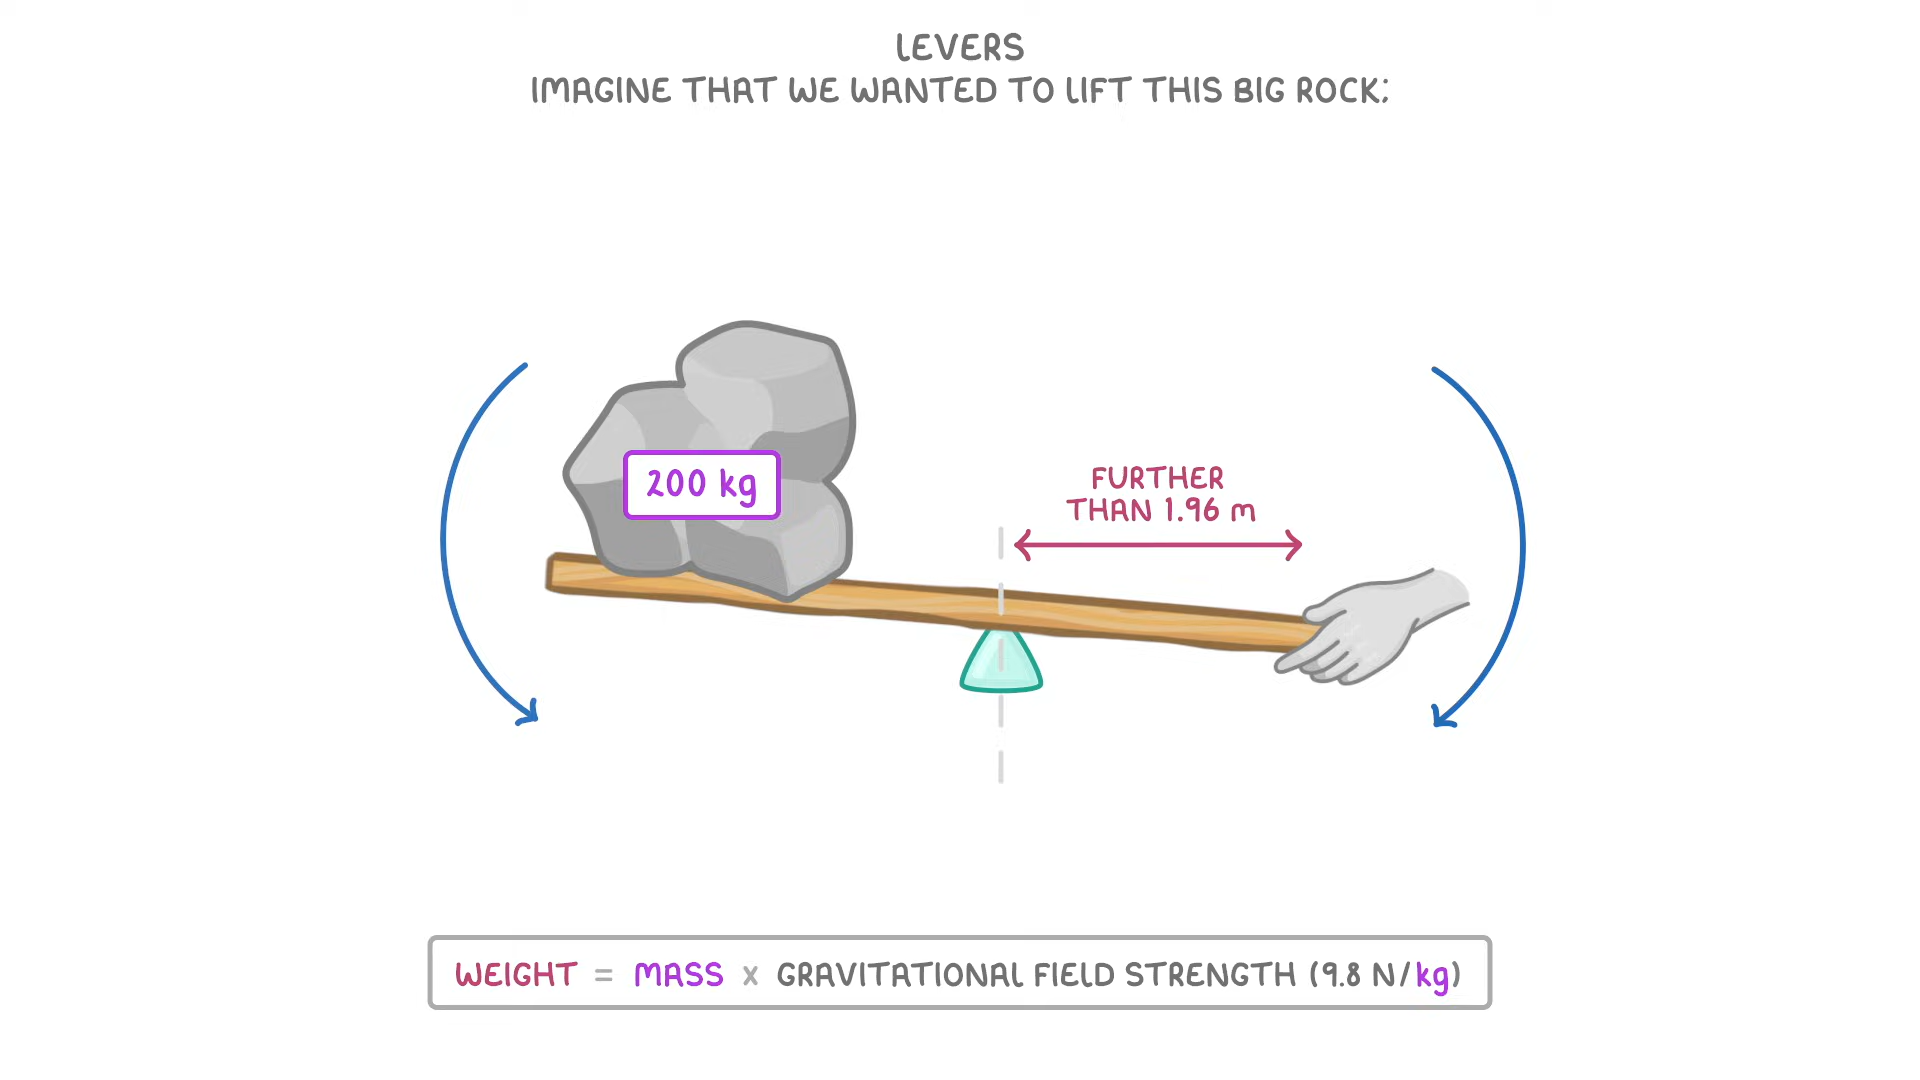 LEVERS
IMAGINE THAT WE WANTED TO LIFT THIS BIG ROCK:
200 kg
FURTHER
THAN 1.96 m
WEIGHT = MASS x GRAVITATIONAL FIELD STRENGTH (9.8 N/kg)